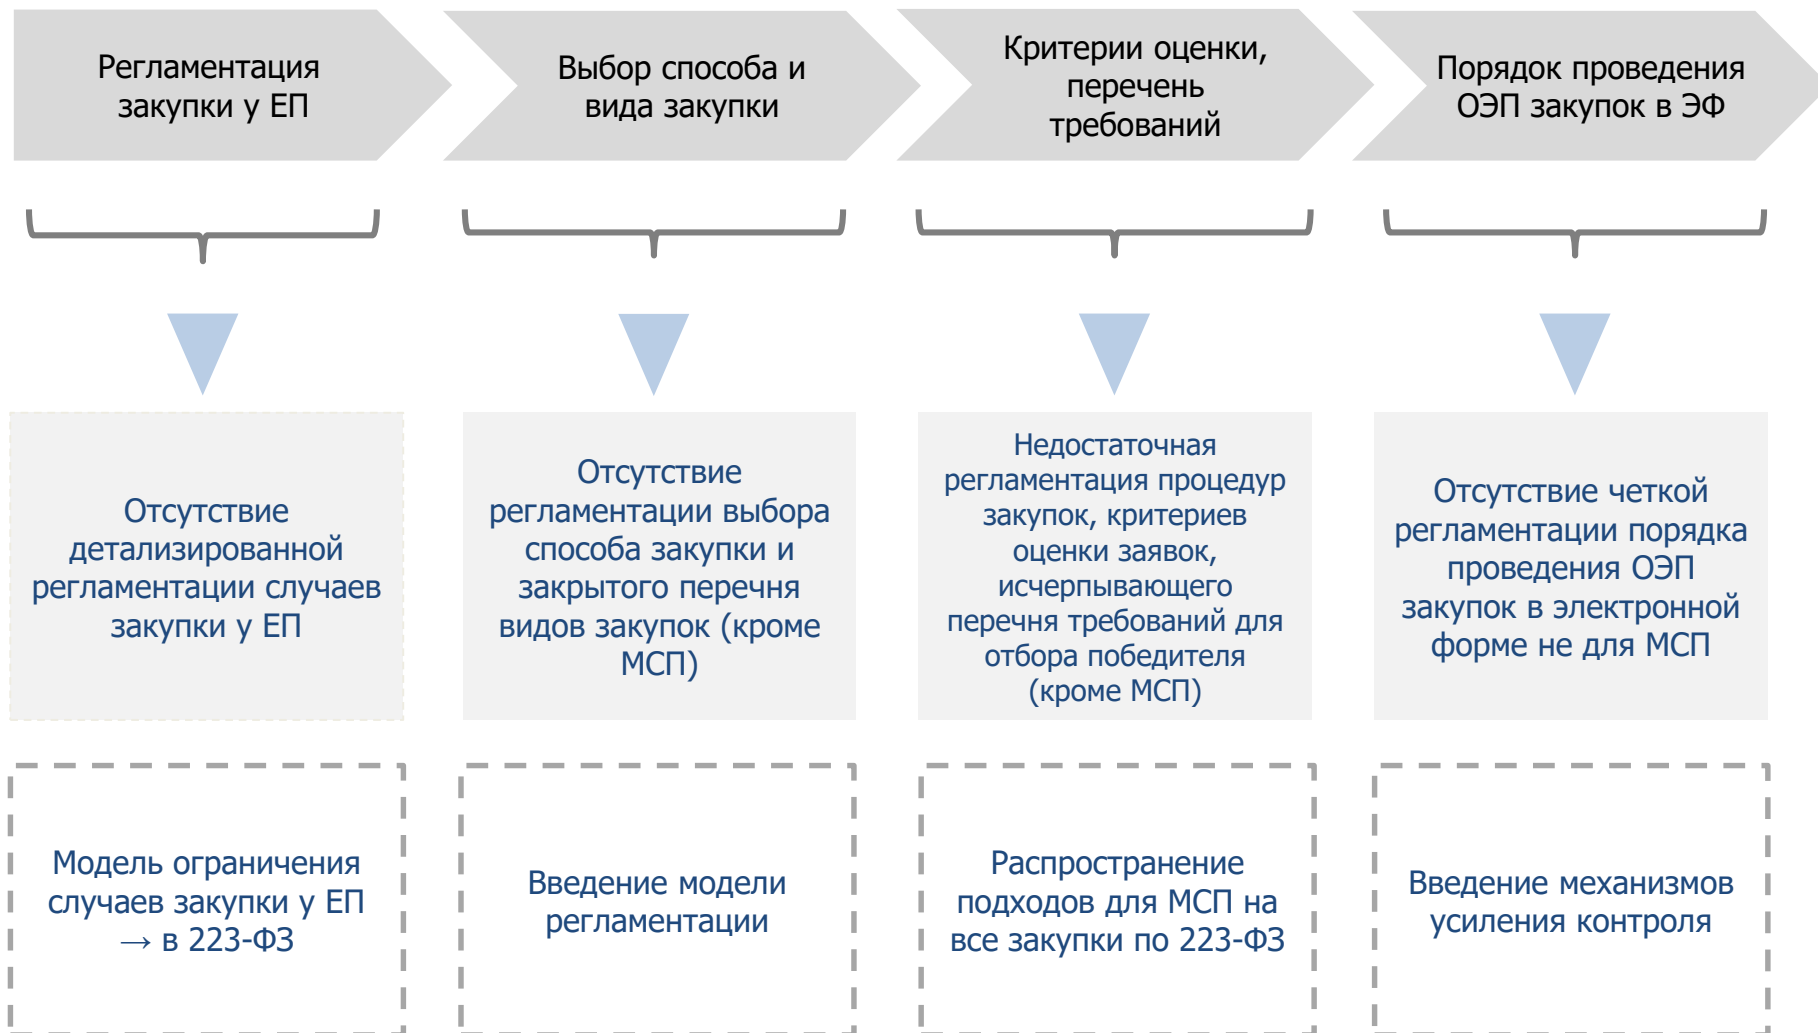 Регламентация
закупки у ЕП
Выбор способа и
вида закупки
Критерии оценки,
перечень
требований
Порядок проведения
ОЭП закупок в ЭФ
Отсутствие
детализированной
регламентации случаев
закупки у ЕП
Отсутствие
регламентации выбора
способа закупки и
закрытого перечня
видов закупок (кроме
МСП)
Недостаточная
регламентация процедур
закупок, критериев
оценки заявок,
исчерпывающего
перечня требований для
отбора победителя
(кроме МСП)
Отсутствие четкой
регламентации порядка
проведения ОЭП
закупок в электронной
форме не для МСП
Модель ограничения
случаев закупки у ЕП
→ в 223-ФЗ
Введение модели
регламентации
Распространение
подходов для МСП на
все закупки по 223-ФЗ
Введение механизмов
усиления контроля